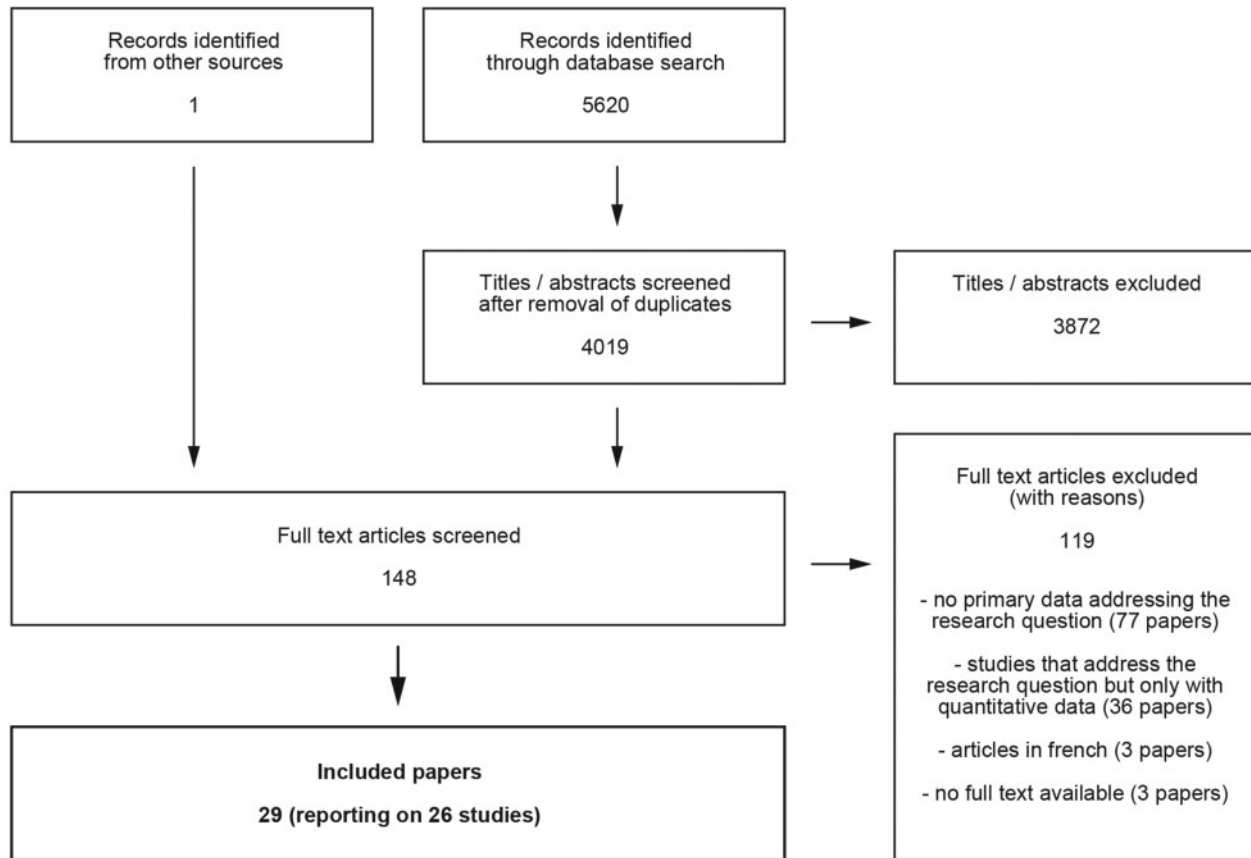 Records identified
from other sources
1
Records identified
through database search
5620
Titles / abstracts screened
after removal of duplicates
4019
Titles / abstracts excluded
3872
Full text articles screened
148
Full text articles excluded
(with reasons)
119
- no primary data addressing the
research question (77 papers)
- studies that address the
research question but only with
quantitative data (36 papers)
- articles in french (3 papers)
- no full text available (3 papers)
Included papers
29 (reporting on 26 studies)